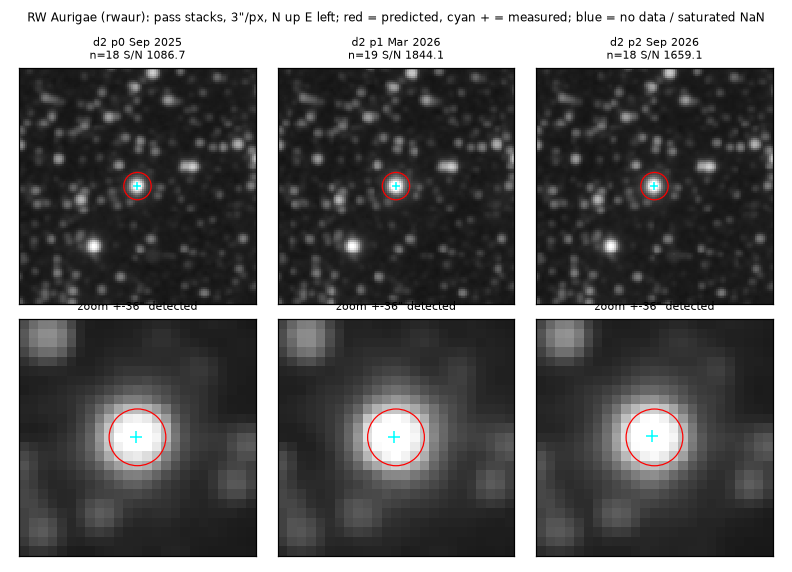 RW Aurigae (rwaur): pass stacks, 3"/px, N up E left; red = predicted, cyan + = measured; blue = no data / saturated NaN
d2 p0 Sep 2025
n=18 S/N 1086.7
d2 p1 Mar 2026
n=19 S/N 1844.1
d2 p2 Sep 2026
n=18 S/N 1659.1
zoom +-36" detected
zoom +-36" detected
zoom +-36" detected